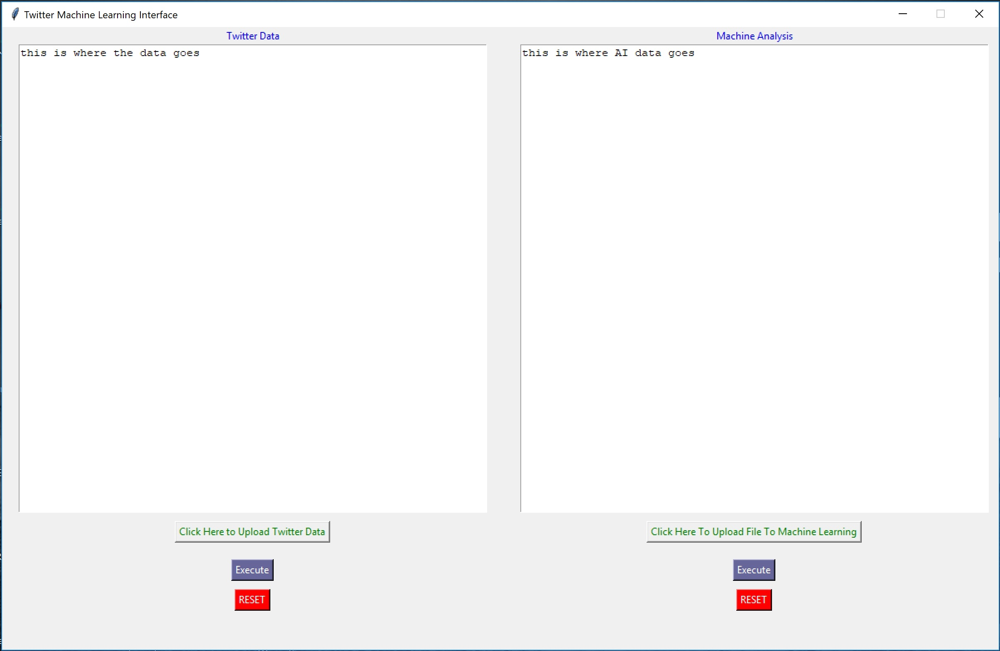 Twitter Machine Learning Interface
Twitter Data
Machine Analysis
this is where the data goes
this is where AI data goes
Click Here to Upload Twitter Data
Click Here To Upload File To Machine Learning
Execute
Execute
RESET
RESET